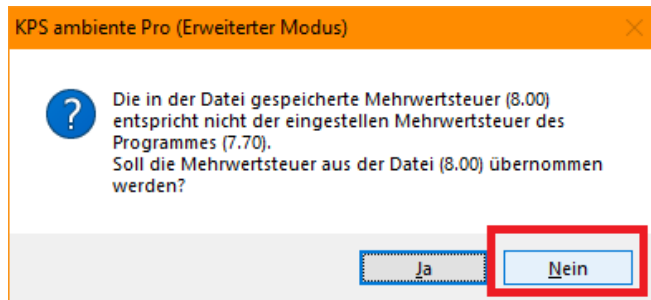 KPS ambiente Pro (Erweiterter Modus)
Die in der Datei gespeicherte Mehrwertsteuer (8.00)
entspricht nicht der eingestellen Mehrwertsteuer des
Programmes (7.70).
Soll die Mehrwertsteuer aus der Datei (8.00) übernommen
werden?
Ja
Nein